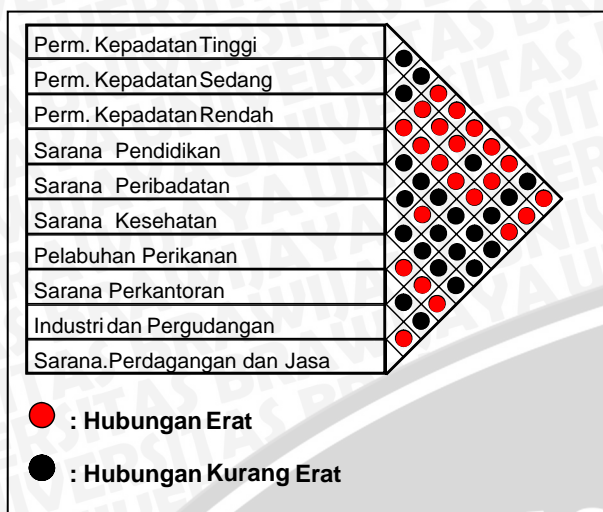 Perm. Kepadatan Tinggi
Perm. Kepadatan Sedang
Perm. Kepadatan Rendah
Sarana Pendidikan
Sarana Peribadatan
Sarana Kesehatan
Pelabuhan Perikanan
Sarana Perkantoran
Industri dan Pergudangan
Sarana.Perdagangan dan Jasa
: Hubungan Erat
: Hubungan Kurang Erat